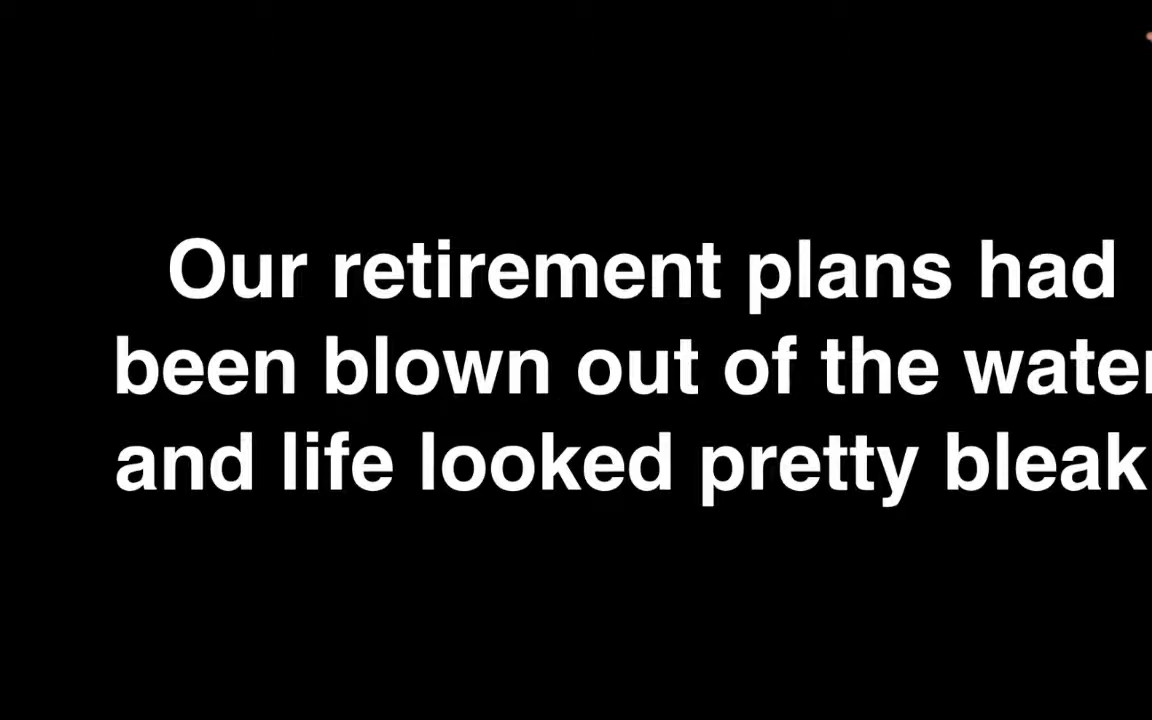 Our retirement plans had
been blown out of the water
and life looked pretty bleak